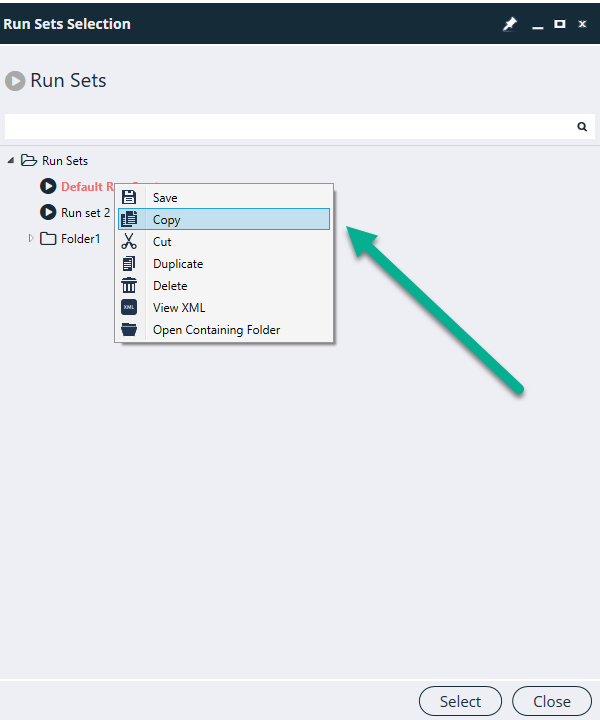 Run Sets Selection
Run Sets
Run Sets
Default R
Run set 2
Folder1
Save
Copy
Cut
Duplicate
Delete
XML
View XML
Open Containing Folder
Select
Close